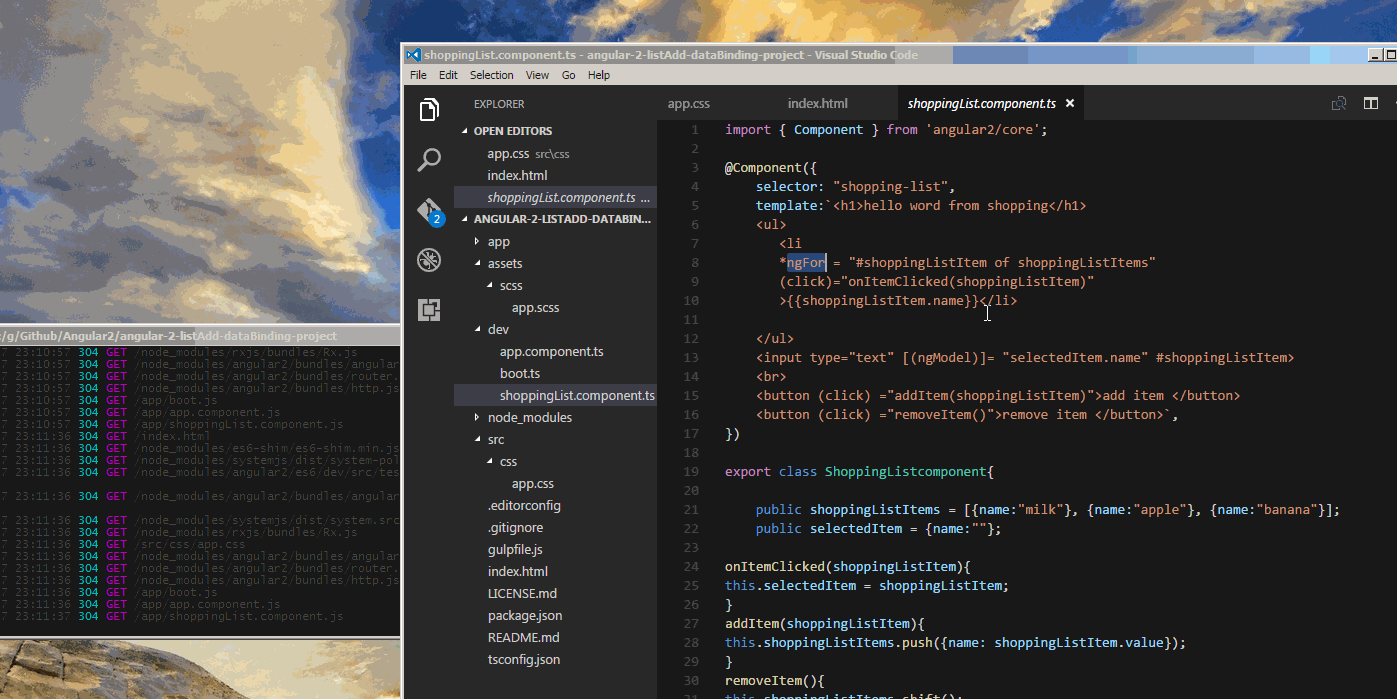 shoppingList.component.ts - angular-2-listAdd-dataBinding-project - Visual Studio Code
File Edit Selection View Go Help
EXPLORER
OPEN EDITORS
app.css src\css
index.html
shoppingList.component.ts ...
ANGULAR-2-LISTADD-DATABIN...
app
assets
scss
app.scss
dev
app.component.ts
boot.ts
shoppingList.component.ts
node_modules
src
css
app.css
.editorconfig
.gitignore
gulpfile.js
index.html
LICENSE.md
package.json
README.md
tsconfig.json
2
app.css index.html shoppingList.component.ts
1 import { Component } from 'angular2/core';
2
3 @Component({
4 selector: "shopping-list",
5 template:`<h1>hello word from shopping</h1>
6 <ul>
7 <li
8 *ngFor = "#shoppingListItem of shoppingListItems"
9 (click)="onItemClicked(shoppingListItem)"
10 >{{shoppingListItem.name}}</li>
11
12 </ul>
13 <input type="text" [(ngModel)]= "selectedItem.name" #shoppingListItem>
14 <br>
15 <button (click) ="addItem(shoppingListItem)">add item </button>
16 <button (click) ="removeItem()">remove item </button>`,
17 })
18
19 export class ShoppingListcomponent{
20
21 public shoppingListItems = [{name:"milk"}, {name:"apple"}, {name:"banana"}];
22 public selectedItem = {name:""};
23
24 onItemClicked(shoppingListItem){
25 this.selectedItem = shoppingListItem;
26 }
27 addItem(shoppingListItem){
28 this.shoppingListItems.push({name: shoppingListItem.value});
29 }
30 removeItem(){
31 this.shoppingListItems.shift();
:/g/Github/Angular2/angular-2-listAdd-dataBinding-project
7 23:10:57 304 GET /node_modules/rxjs/bundles/Rx.js
7 23:10:57 304 GET /node_modules/angular2/bundles/angular
7 23:10:57 304 GET /node_modules/angular2/bundles/router.
7 23:10:57 304 GET /node_modules/angular2/bundles/http.js
7 23:10:57 304 GET /app/boot.js
7 23:10:57 304 GET /app/app.component.js
7 23:10:57 304 GET /app/shoppingList.component.js
7 23:11:36 304 GET /index.html
7 23:11:36 304 GET /node_modules/es6-shim/es6-shim.min.js
7 23:11:36 304 GET /node_modules/systemjs/dist/system-pol
7 23:11:36 304 GET /node_modules/angular2/es6/dev/src/tes
7 23:11:36 304 GET /node_modules/angular2/bundles/angular
7 23:11:36 304 GET /node_modules/systemjs/dist/system.src
7 23:11:36 304 GET /node_modules/rxjs/bundles/Rx.js
7 23:11:36 304 GET /src/css/app.css
7 23:11:36 304 GET /node_modules/angular2/bundles/angular
7 23:11:36 304 GET /node_modules/angular2/bundles/router.
7 23:11:36 304 GET /node_modules/angular2/bundles/http.js
7 23:11:36 304 GET /app/boot.js
7 23:11:36 304 GET /app/app.component.js
7 23:11:37 304 GET /app/shoppingList.component.js